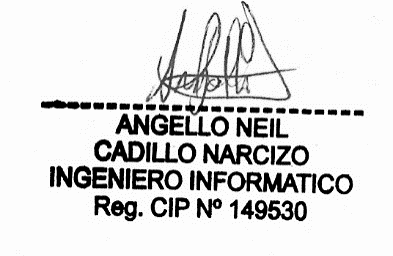 ANGELLO NEIL
CADILLO NARCIZO
INGENIERO INFORMATICO
Reg. CIP Nº 149530